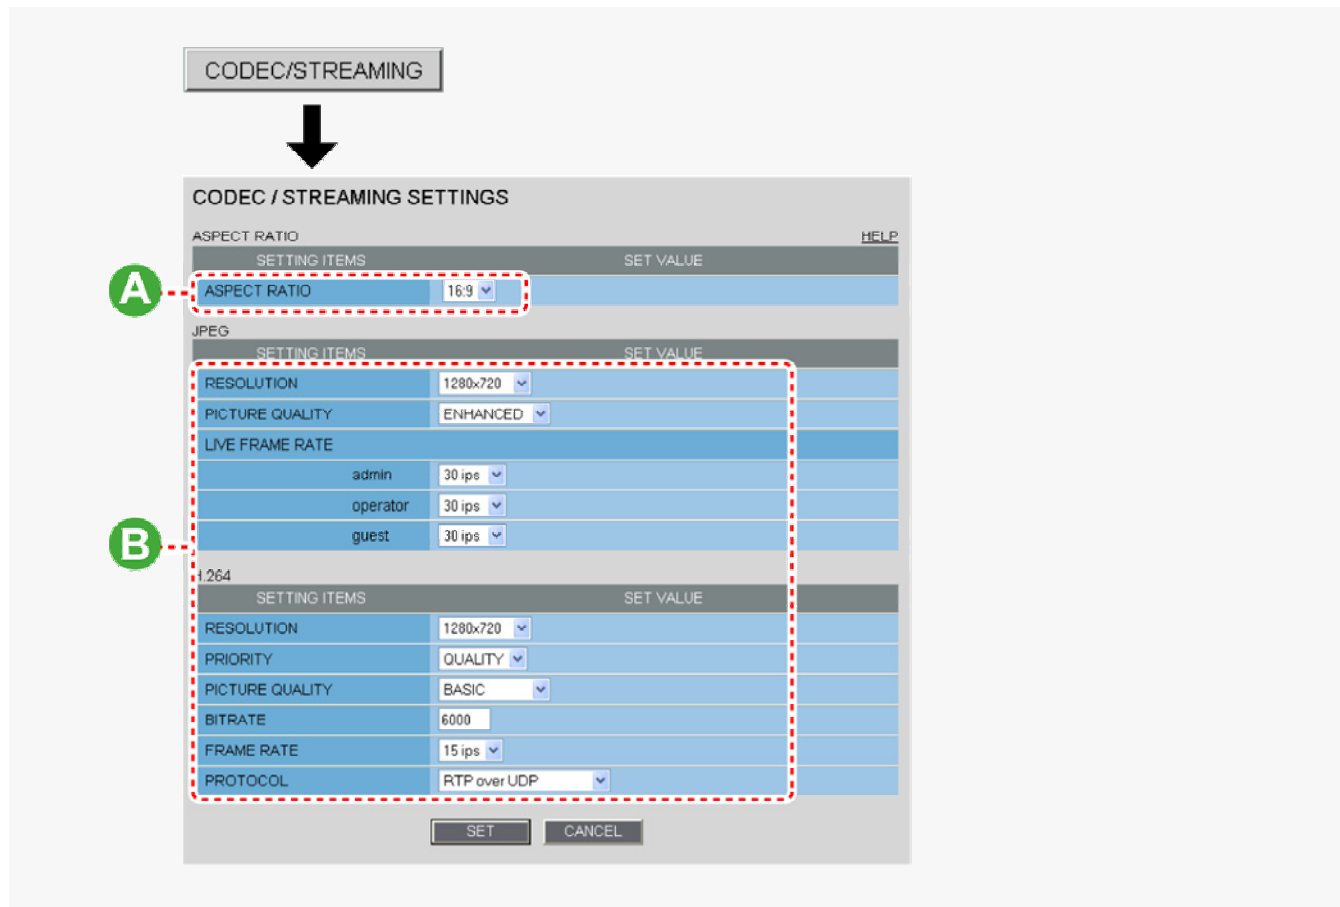 CODEC/STREAMING
CODEC / STREAMING SETTINGS
ASPECT RATIO HELP
SETTING ITEMS SET VALUE
A
ASPECT RATIO 16:9
JPEG
SETTING ITEMS SET VALUE
RESOLUTION 1280x720
PICTURE QUALITY ENHANCED
LIVE FRAME RATE
admin 30 ips
operator 30 ips
B
guest 30 ips
H.264
SETTING ITEMS SET VALUE
RESOLUTION 1280x720
PRIORITY QUALITY
PICTURE QUALITY BASIC
BITRATE 6000
FRAME RATE 15 ips
PROTOCOL RTP over UDP
SET CANCEL